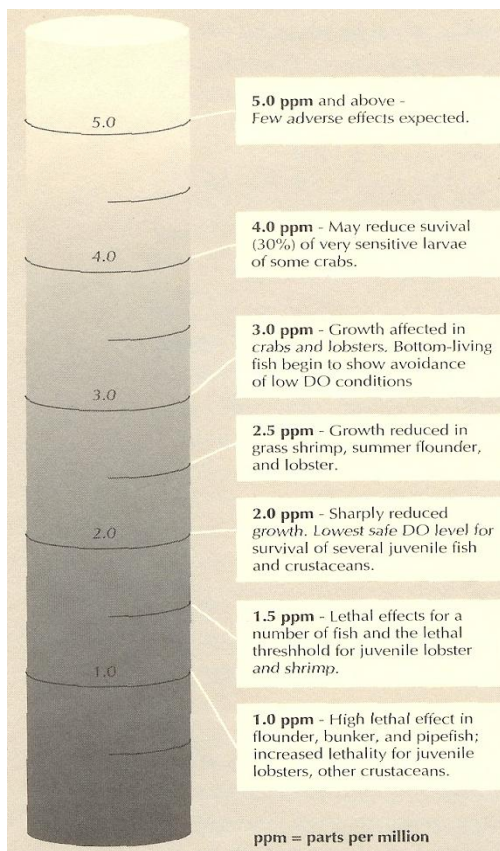 5.0
5.0 ppm and above -
Few adverse effects expected.
4.0
4.0 ppm - May reduce suvival
(30%) of very sensitive larvae
of some crabs.
3.0
3.0 ppm - Growth affected in
crabs and lobsters. Bottom-living
fish begin to show avoidance
of low DO conditions
2.5 ppm - Growth reduced in
grass shrimp, summer flounder,
and lobster.
2.0
2.0 ppm - Sharply reduced
growth. Lowest safe DO level for
survival of several juvenile fish
and crustaceans.
1.5 ppm - Lethal effects for a
number of fish and the lethal
threshhold for juvenile lobster
and shrimp.
1.0
1.0 ppm - High lethal effect in
flounder, bunker, and pipefish;
increased lethality for juvenile
lobsters, other crustaceans.
ppm = parts per million